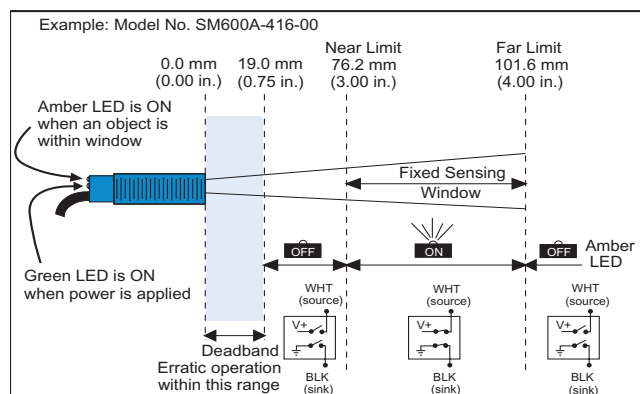 Example: Model No. SM600A-416-00
0.0 mm
(0.00 in.)
19.0 mm
(0.75 in.)
Near Limit
76.2 mm
(3.00 in.)
Far Limit
101.6 mm
(4.00 in.)
Amber LED is ON
when an object is
within window
Fixed Sensing
Window
Green LED is ON
when power is applied
OFF
ON
OFF
Amber
LED
Deadband
Erratic operation
within this range
WHT
(source)
V+
BLK
(sink)
WHT
(source)
V+
BLK
(sink)
WHT
(source)
V+
BLK
(sink)